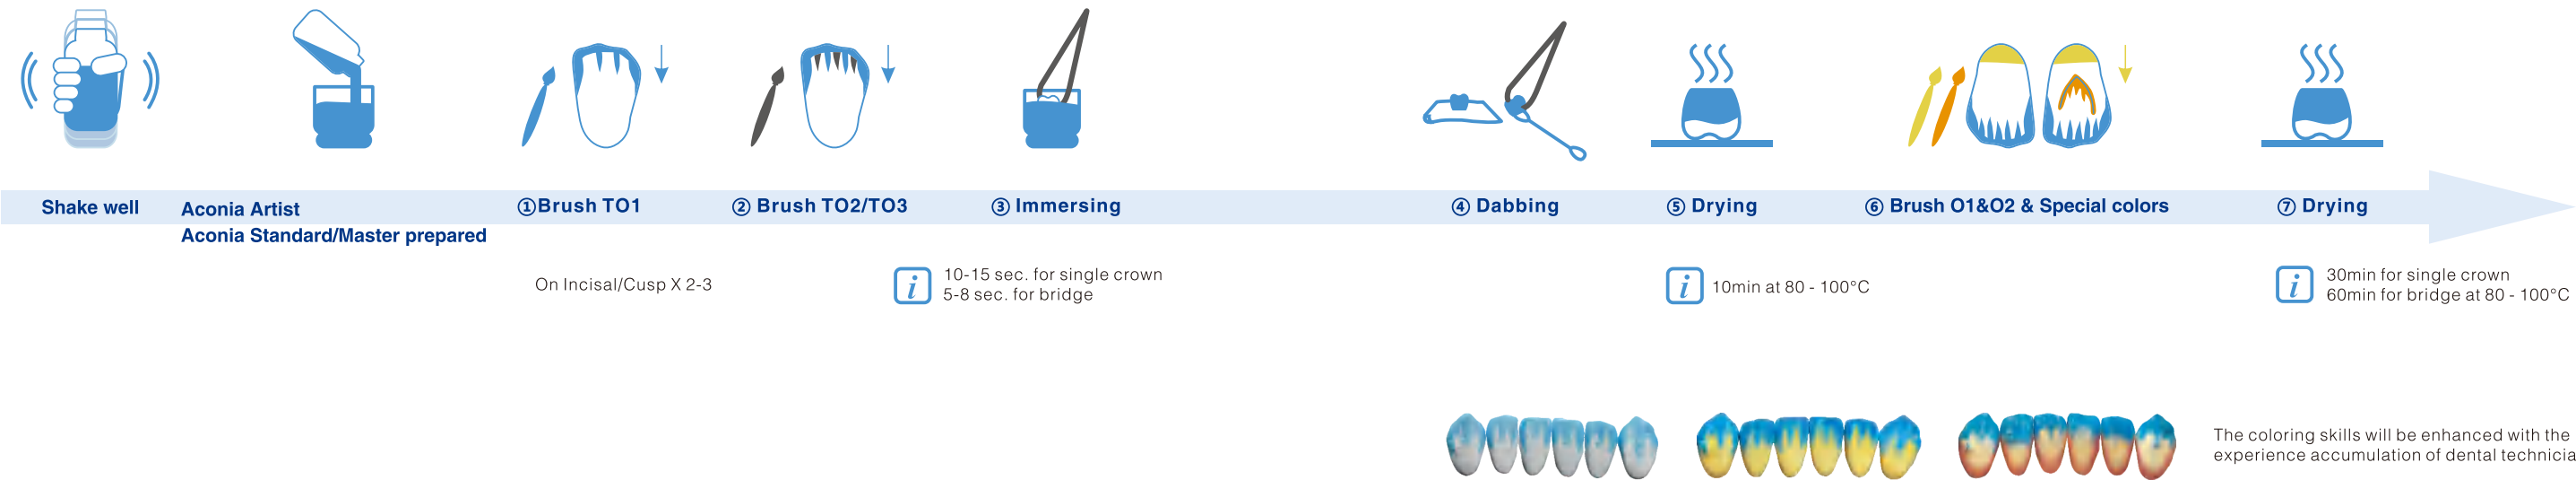 Shake well
Aconia Artist
Aconia Standard/Master prepared
①Brush TO1
② Brush TO2/TO3
③ Immersing
④ Dabbing
⑤ Drying
⑥ Brush O1&O2 & Special colors
⑦ Drying
On Incisal/Cusp X 2-3
i
10-15 sec. for single crown
5-8 sec. for bridge
i
10min at 80 - 100°C
i
30min for single crown
60min for bridge at 80 - 100°C
The coloring skills will be enhanced with the
experience accumulation of dental technicia